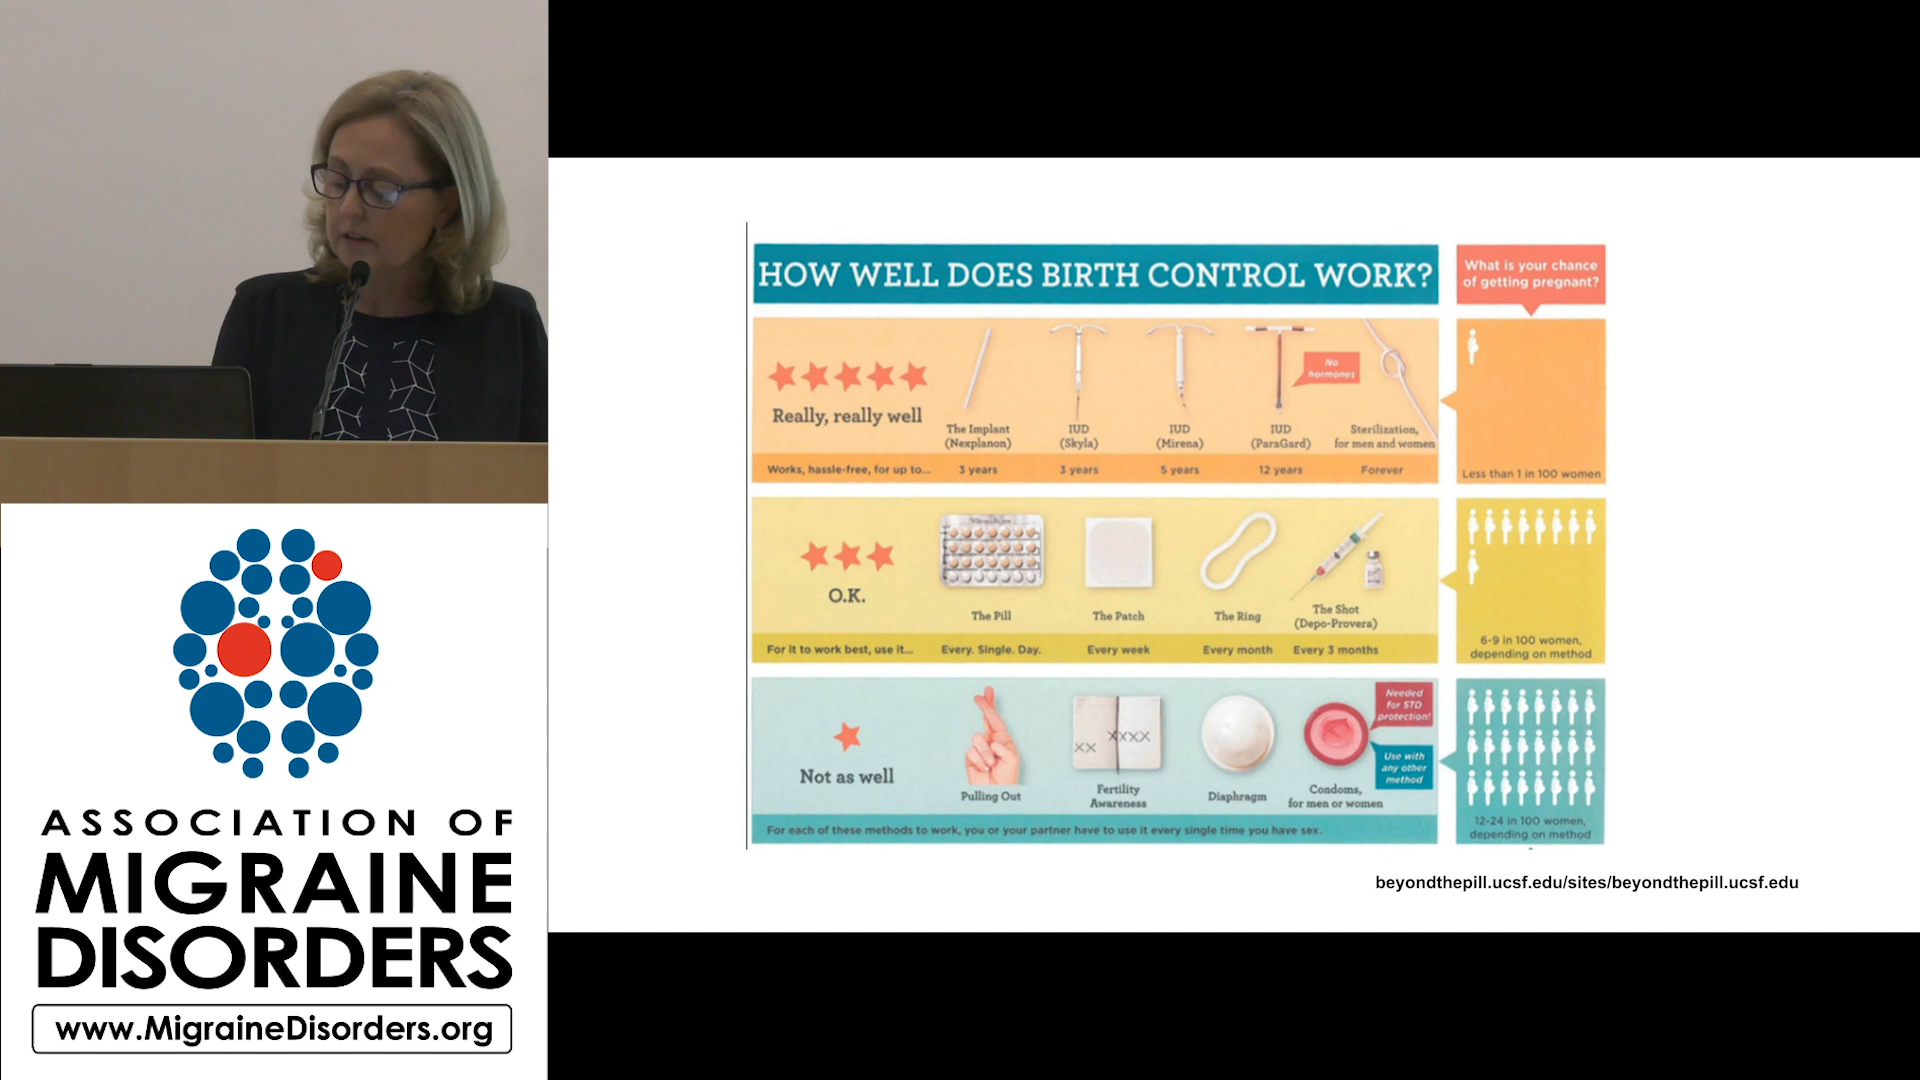 HOW WELL DOES BIRTH CONTROL WORK?
What is your chance
of getting pregnant?
No
hormones
Really, really well
The Implant
(Nexplanon)
IUD
(Skyla)
IUD
(Mirena)
IUD
(ParaGard)
Sterilization,
for men and women
Works, hassle-free, for up to...
3 years
3 years
5 years
12 years
Forever
Less than 1 in 100 women
O.K.
The Pill
The Patch
The Ring
The Shot
(Depo-Provera)
For it to work best, use it...
Every. Single. Day.
Every week
Every month
Every 3 months
6-9 in 100 women,
depending on method
Needed
for STD
protection!
Use with
any other
method
XX XXXX
Not as well
Pulling Out
Fertility
Awareness
Diaphragm
Condoms,
for men or women
For each of these methods to work, you or your partner have to use it every single time you have sex.
12-24 in 100 women,
depending on method
beyondthepill.ucsf.edu/sites/beyondthepill.ucsf.edu
ASSOCIATION OF
MIGRAINE
DISORDERS
www.MigraineDisorders.org